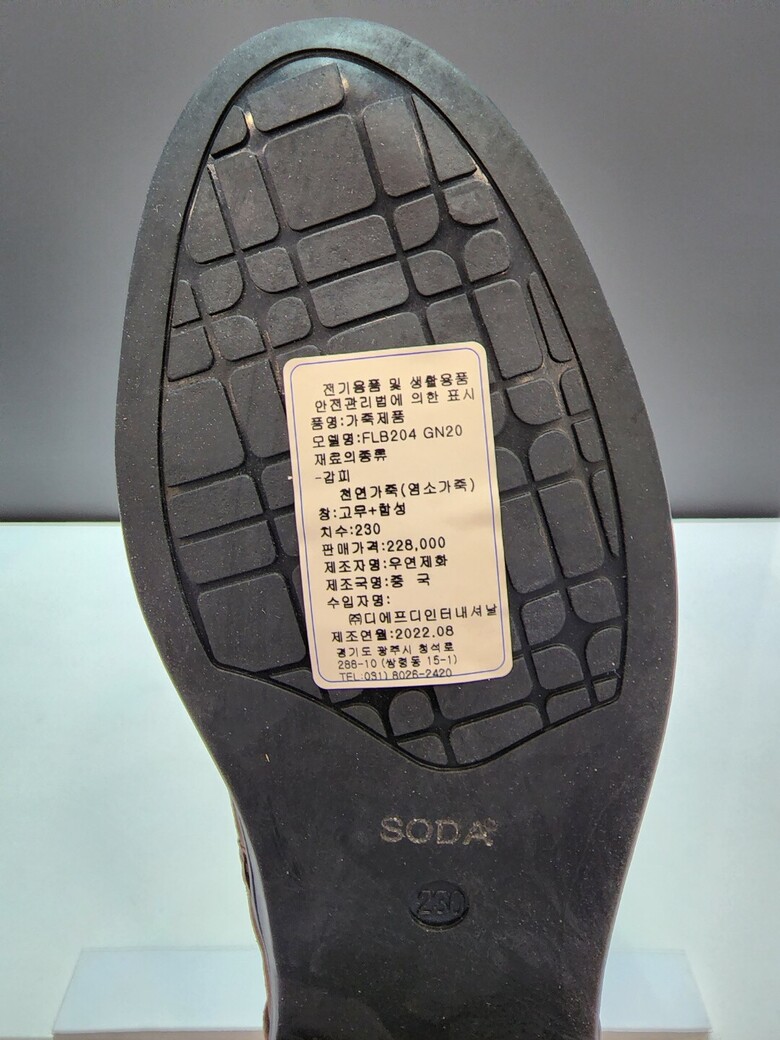 전기용품 및 생활용품
안전관리법에 의한 표시
품명:가죽제품
모델명:FLB204 GN20
재료의종류
-갑피
천연가죽(염소가죽)
창:고무+합성
치수:230
판매가격:228,000
제조자명:우연제화
제조국명:중 국
수입자명:
㈜디에프디인터내셔날
제조연월:2022.08
경기도 광주시 청석로
288-10 (쌍령동 15-1)
TEL:031) 8026-2420
SODA
230